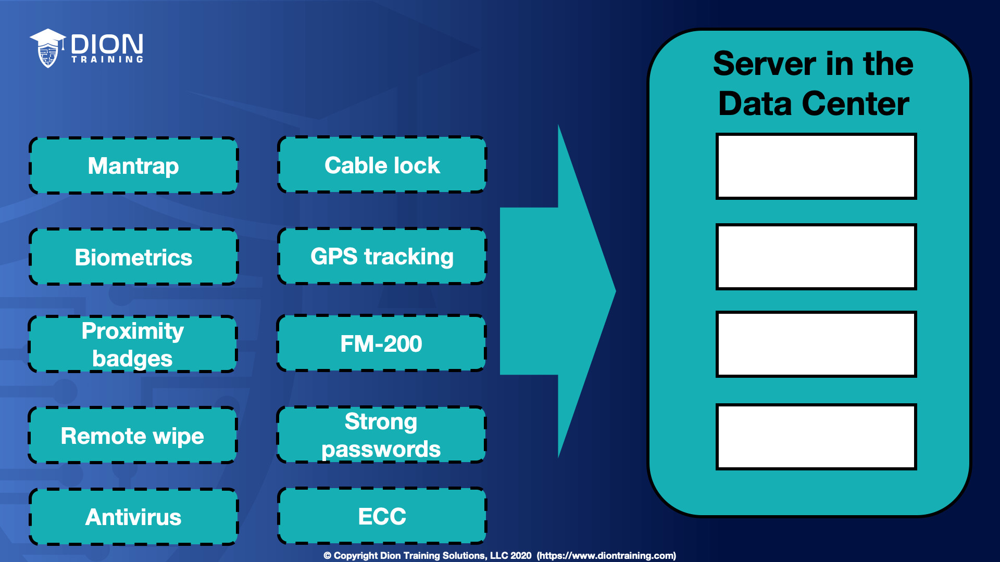 DION
TRAINING
Server in the
Data Center
Mantrap
Cable lock
Biometrics
GPS tracking
Proximity
badges
FM-200
Remote wipe
Strong
passwords
Antivirus
ECC
© Copyright Dion Training Solutions, LLC 2020 (https://www.diontraining.com)